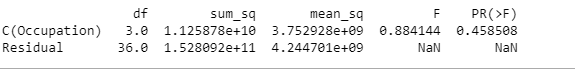 df sum_sq mean_sq F PR(>F)
C(Occupation) 3.0 1.125878e+10 3.752928e+09 0.884144 0.458508
Residual 36.0 1.528092e+11 4.244701e+09 NaN NaN